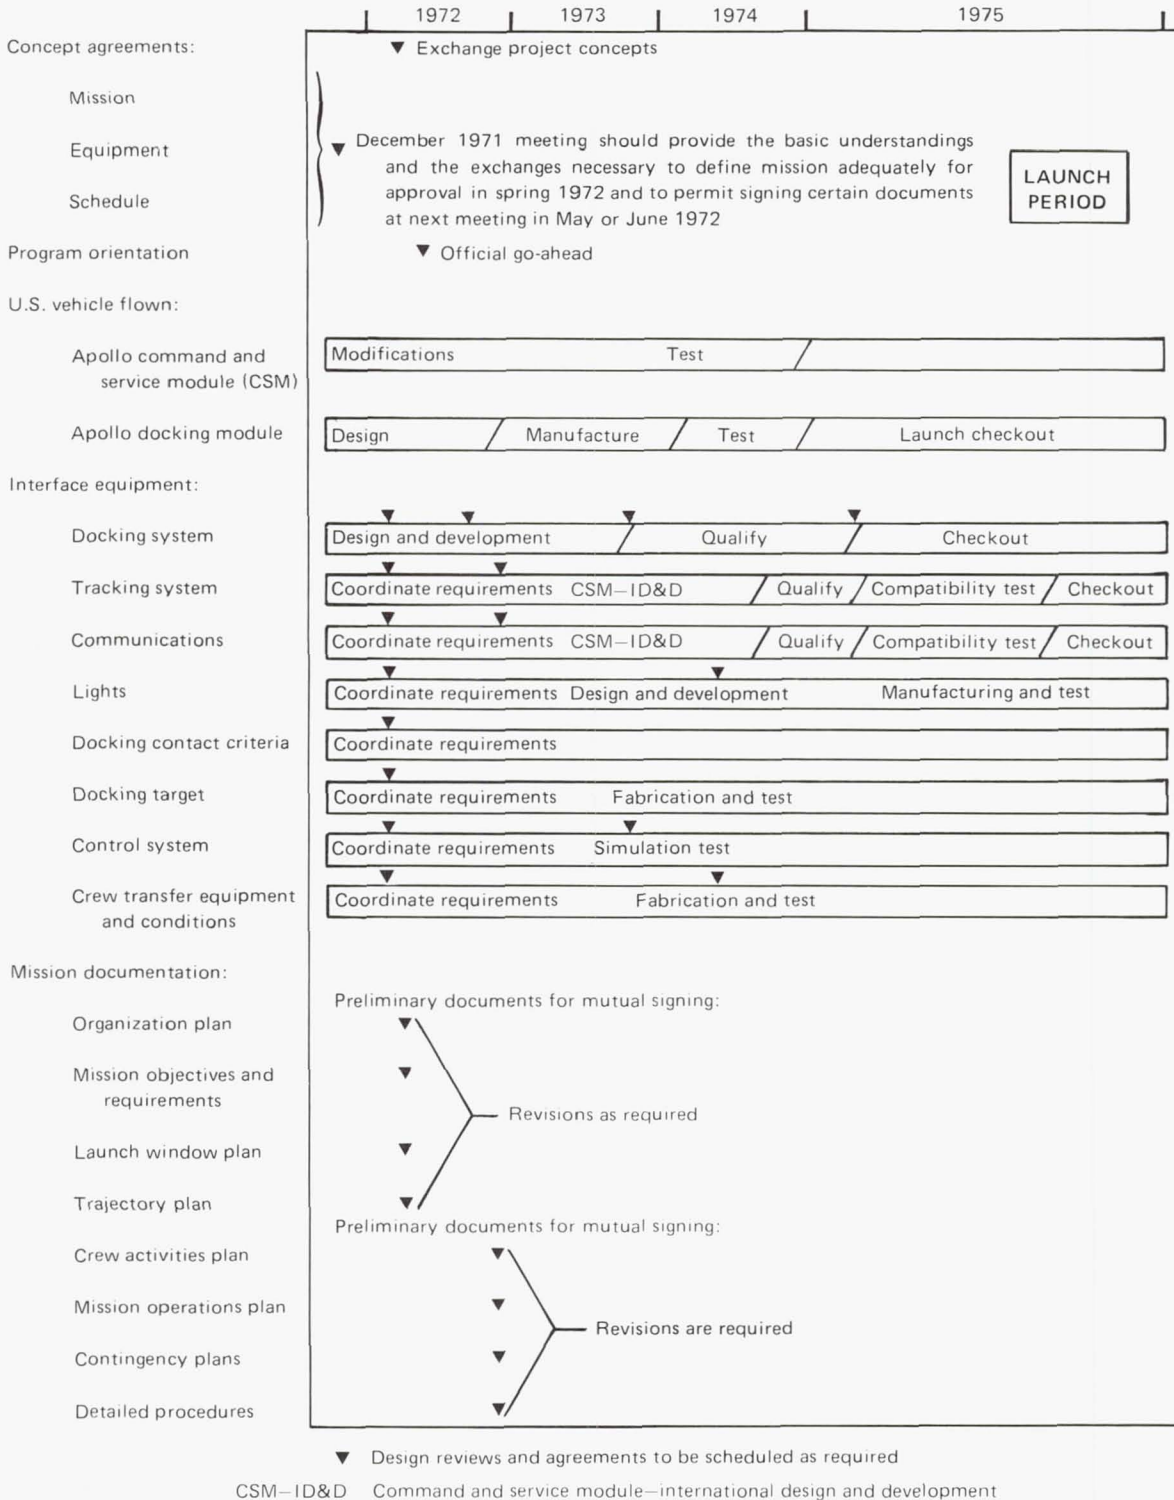 1972 1973 1974 1975
Concept agreements: ▼ Exchange project concepts
Mission
Equipment
Schedule
▼ December 1971 meeting should provide the basic understandings
and the exchanges necessary to define mission adequately for
approval in spring 1972 and to permit signing certain documents
at next meeting in May or June 1972
LAUNCH
PERIOD
Program orientation ▼ Official go-ahead
U.S. vehicle flown:
Apollo command and
service module (CSM)
Modifications Test
Apollo docking module Design Manufacture Test Launch checkout
Interface equipment:
Docking system Design and development Qualify Checkout
Tracking system Coordinate requirements CSM–ID&D Qualify Compatibility test Checkout
Communications Coordinate requirements CSM–ID&D Qualify Compatibility test Checkout
Lights Coordinate requirements Design and development Manufacturing and test
Docking contact criteria Coordinate requirements
Docking target Coordinate requirements Fabrication and test
Control system Coordinate requirements Simulation test
Crew transfer equipment
and conditions
Coordinate requirements Fabrication and test
Mission documentation:
Preliminary documents for mutual signing:
Organization plan
Mission objectives and
requirements
Revisions as required
Launch window plan
Trajectory plan
Preliminary documents for mutual signing:
Crew activities plan
Mission operations plan
Revisions are required
Contingency plans
Detailed procedures
▼ Design reviews and agreements to be scheduled as required
CSM–ID&D Command and service module–international design and development